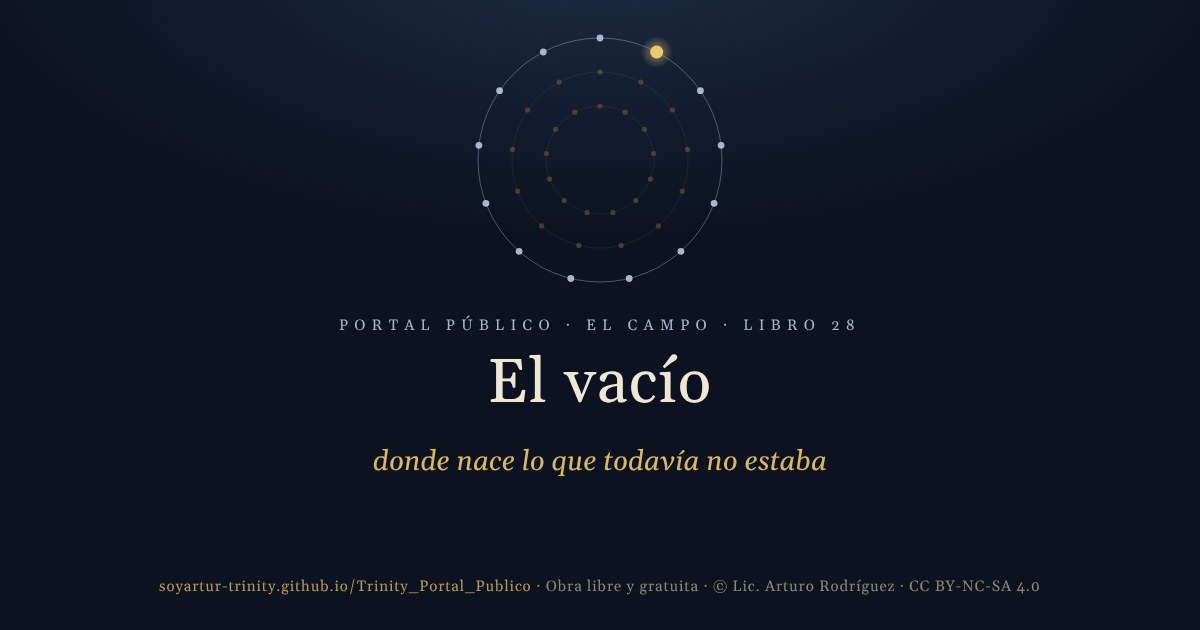 PORTAL PÚBLICO · EL CAMPO · LIBRO 28
El vacío
donde nace lo que todavía no estaba
soyartur-trinity.github.io/Trinity_Portal_Publico · Obra libre y gratuita · © Lic. Arturo Rodríguez · CC BY-NC-SA 4.0